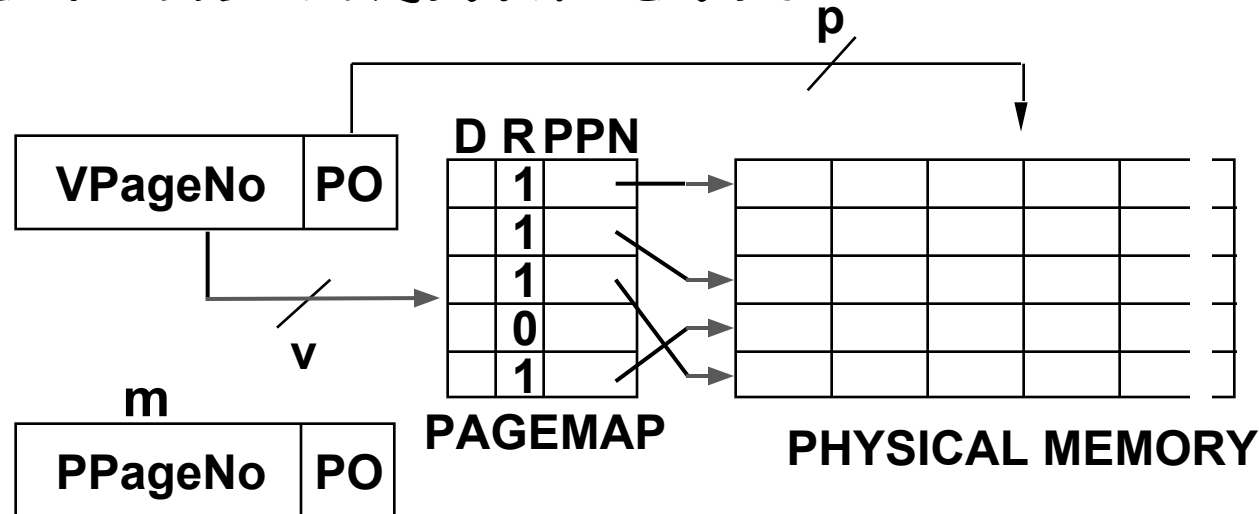 p
D R PPN
VPageNo PO
1
1
1
0
1
v
m
PAGEMAP
PHYSICAL MEMORY
PPageNo PO